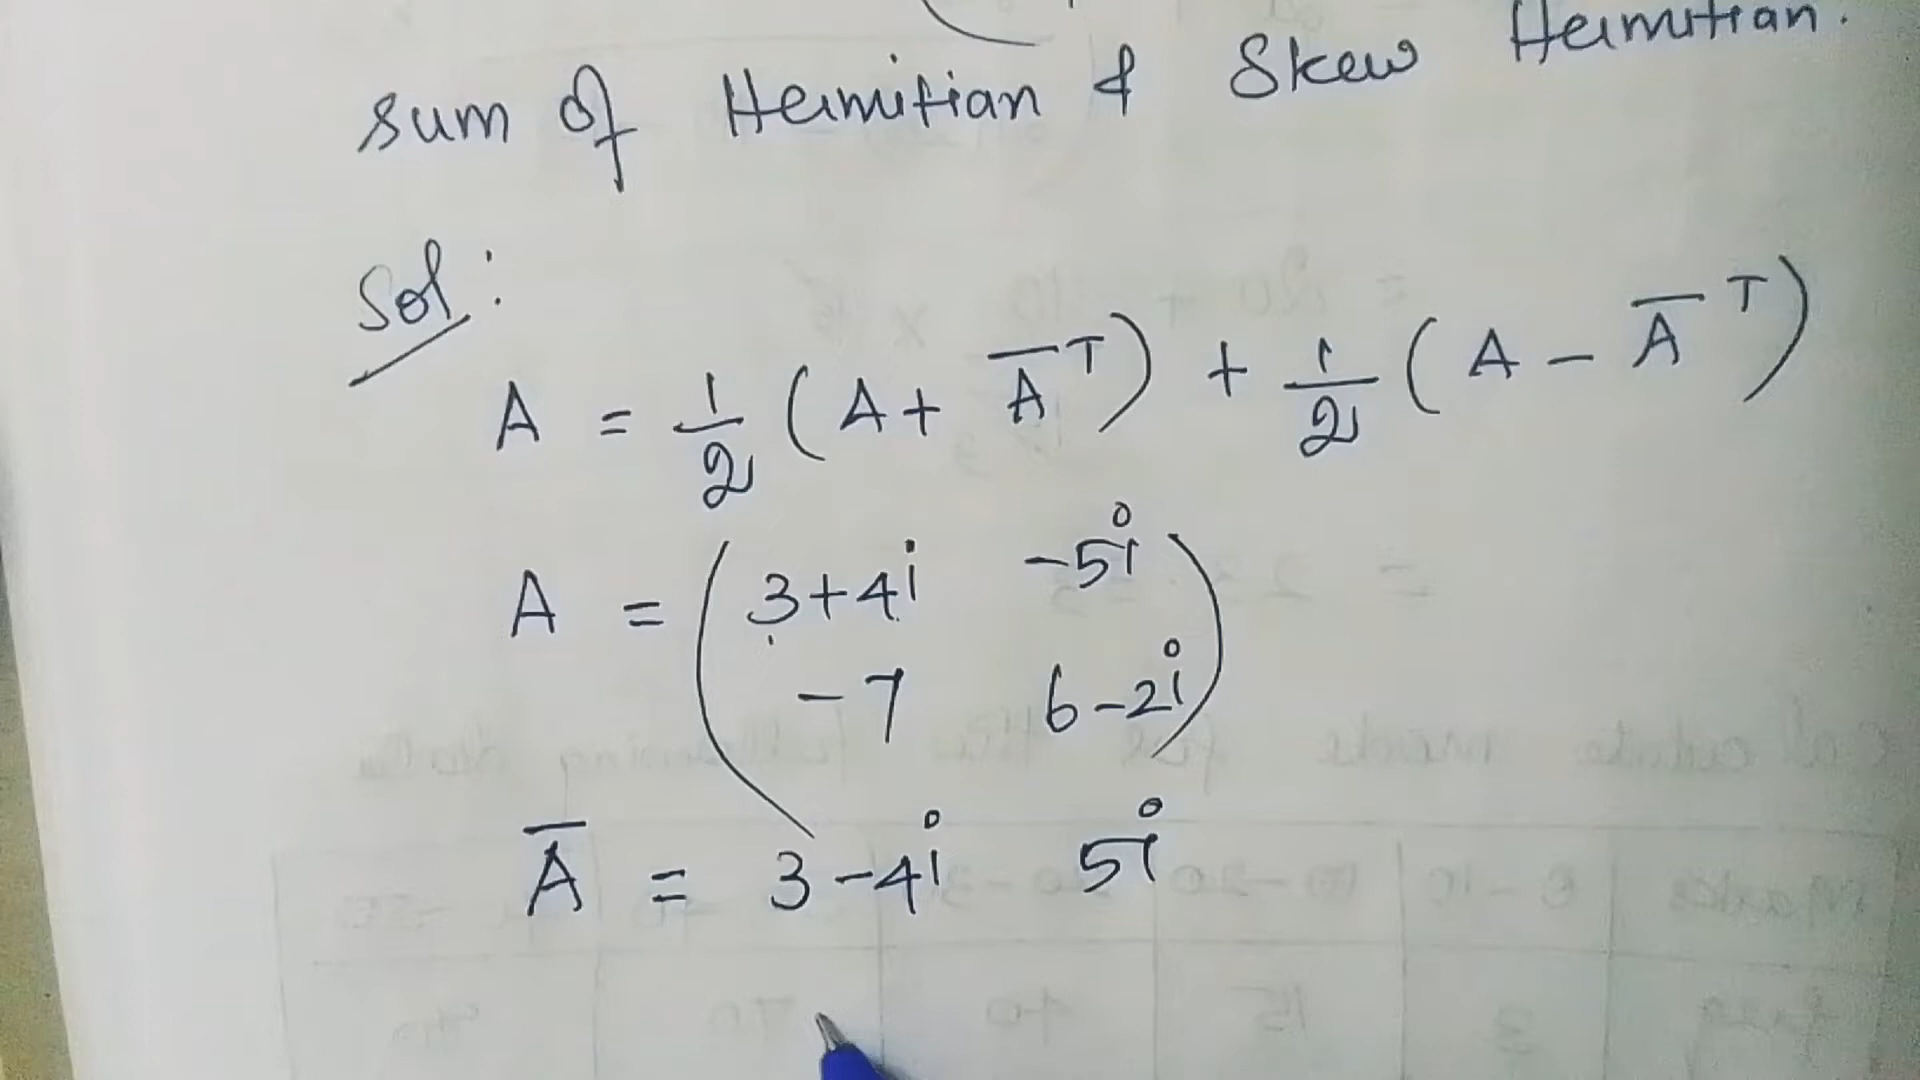 sum of Hermitian & Skew Hermitian.
Sol:
A = 1/2 (A + A̅ᵀ) + 1/2 (A - A̅ᵀ)
A = ( 3+4i -5i
-7 6-2i )
A̅ = 3-4i 5i